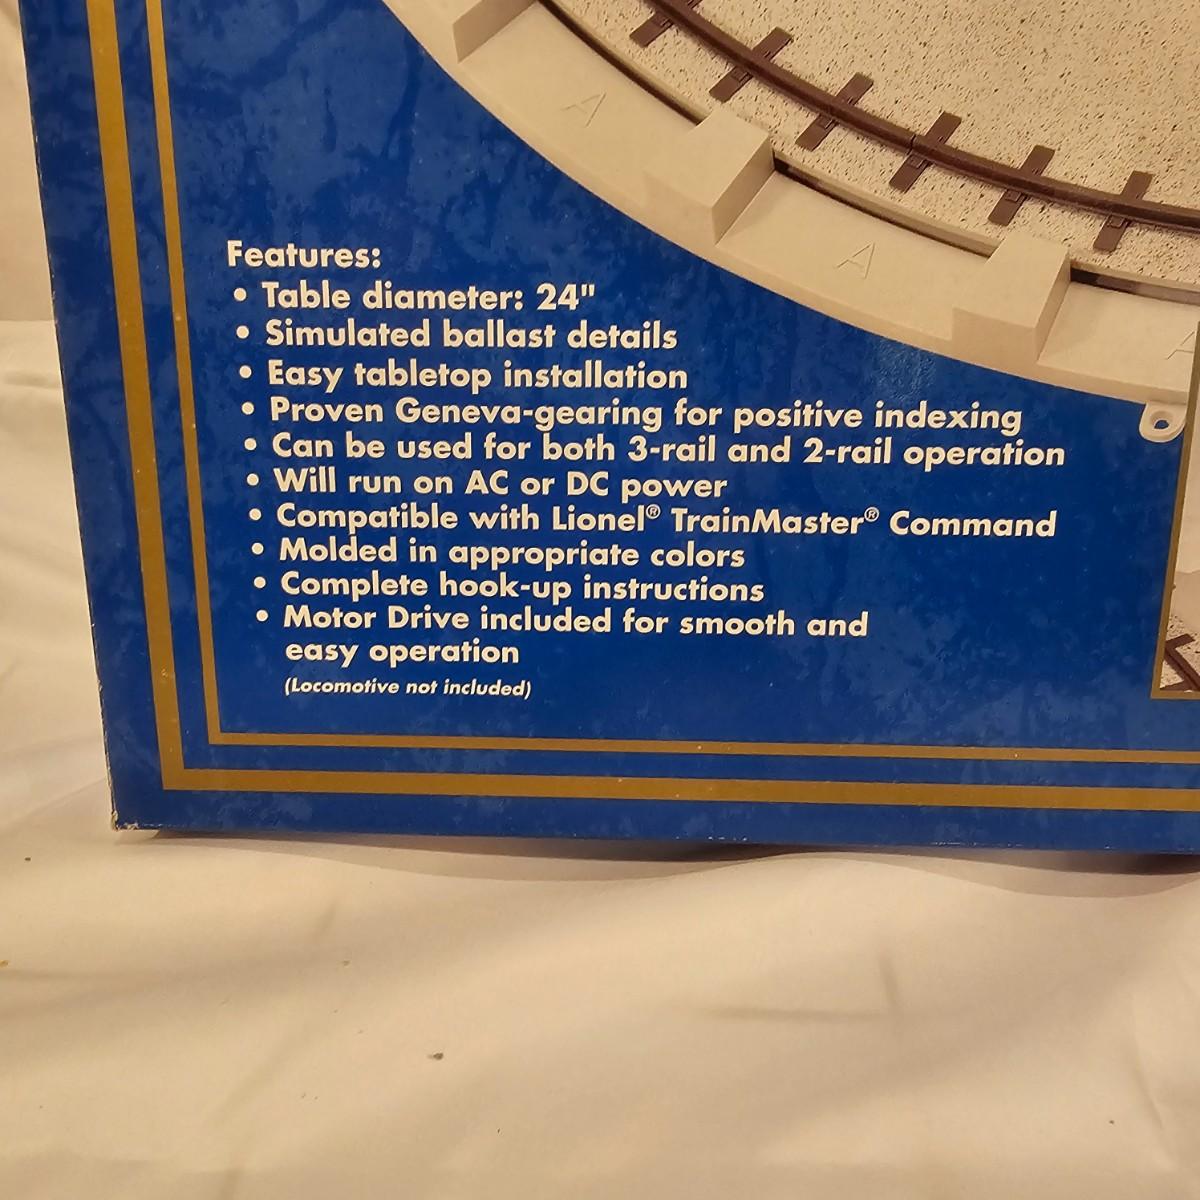 A
A
A
Features:
• Table diameter: 24"
• Simulated ballast details
• Easy tabletop installation
• Proven Geneva-gearing for positive indexing
• Can be used for both 3-rail and 2-rail operation
• Will run on AC or DC power
• Compatible with Lionel® TrainMaster® Command
• Molded in appropriate colors
• Complete hook-up instructions
• Motor Drive included for smooth and
easy operation
(Locomotive not included)